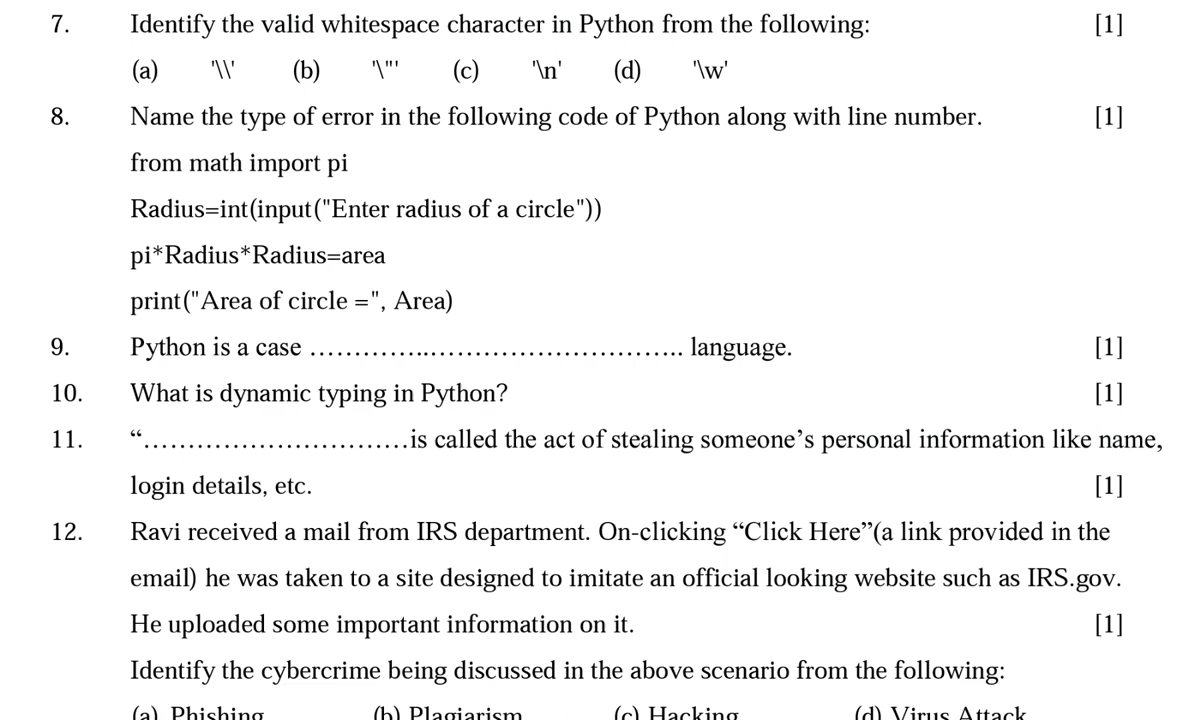 7. Identify the valid whitespace character in Python from the following: [1]
(a) '\\' (b) '\"' (c) '\n' (d) '\w'
8. Name the type of error in the following code of Python along with line number. [1]
from math import pi
Radius=int(input("Enter radius of a circle"))
pi*Radius*Radius=area
print("Area of circle =", Area)
9. Python is a case …………..……………………….. language. [1]
10. What is dynamic typing in Python? [1]
11. “…………………………is called the act of stealing someone’s personal information like name,
login details, etc. [1]
12. Ravi received a mail from IRS department. On-clicking “Click Here”(a link provided in the
email) he was taken to a site designed to imitate an official looking website such as IRS.gov.
He uploaded some important information on it. [1]
Identify the cybercrime being discussed in the above scenario from the following:
(a) Phishing (b) Plagiarism (c) Hacking (d) Virus Attack